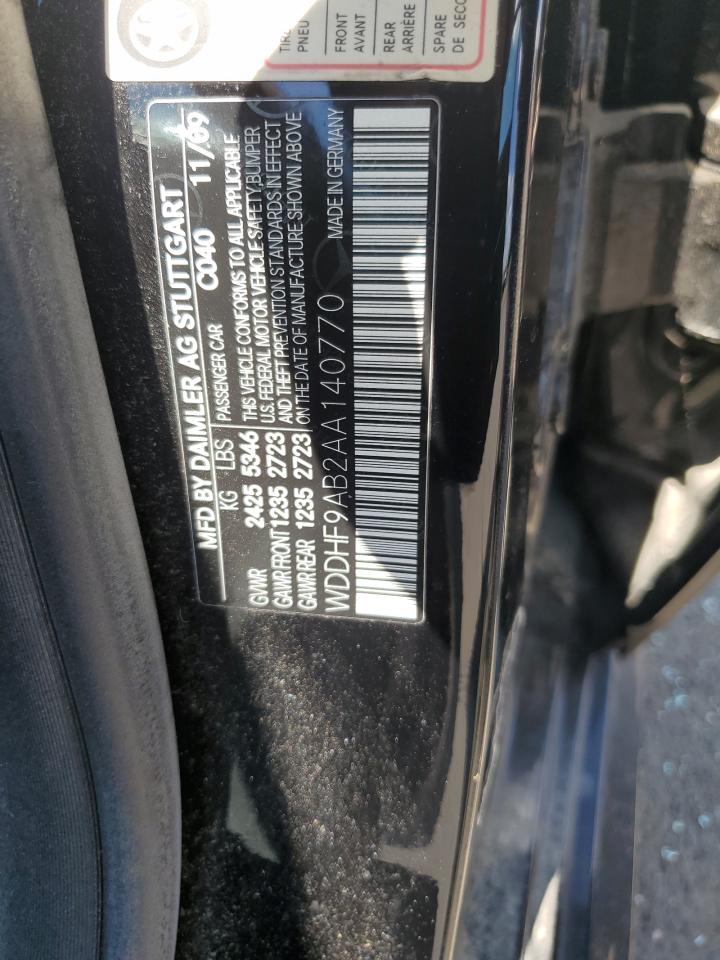 MFD BY DAIMLER AG STUTTGART
C040 11/09
KG LBS PASSENGER CAR
GVWR 2425 5346 THIS VEHICLE CONFORMS TO ALL APPLICABLE
GAWR FRONT 1235 2723 U.S. FEDERAL MOTOR VEHICLE SAFETY, BUMPER
GAWR REAR 1235 2723 AND THEFT PREVENTION STANDARDS IN EFFECT
ON THE DATE OF MANUFACTURE SHOWN ABOVE
WDDHF9AB2AA140770 MADE IN GERMANY
PNEU
FRONT
AVANT
REAR
ARRIÈRE
SPARE